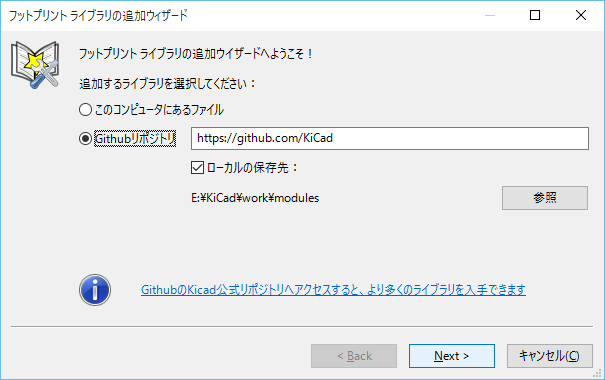 フットプリント ライブラリの追加ウィザード
フットプリント ライブラリの追加ウィザードへようこそ！
追加するライブラリを選択してください：
このコンピュータにあるファイル
Githubリポジトリ https://github.com/KiCad
ローカルの保存先：
E:¥KiCad¥work¥modules 参照
GithubのKicad公式リポジトリへアクセスすると、より多くのライブラリを入手できます
< Back Next > キャンセル(C)